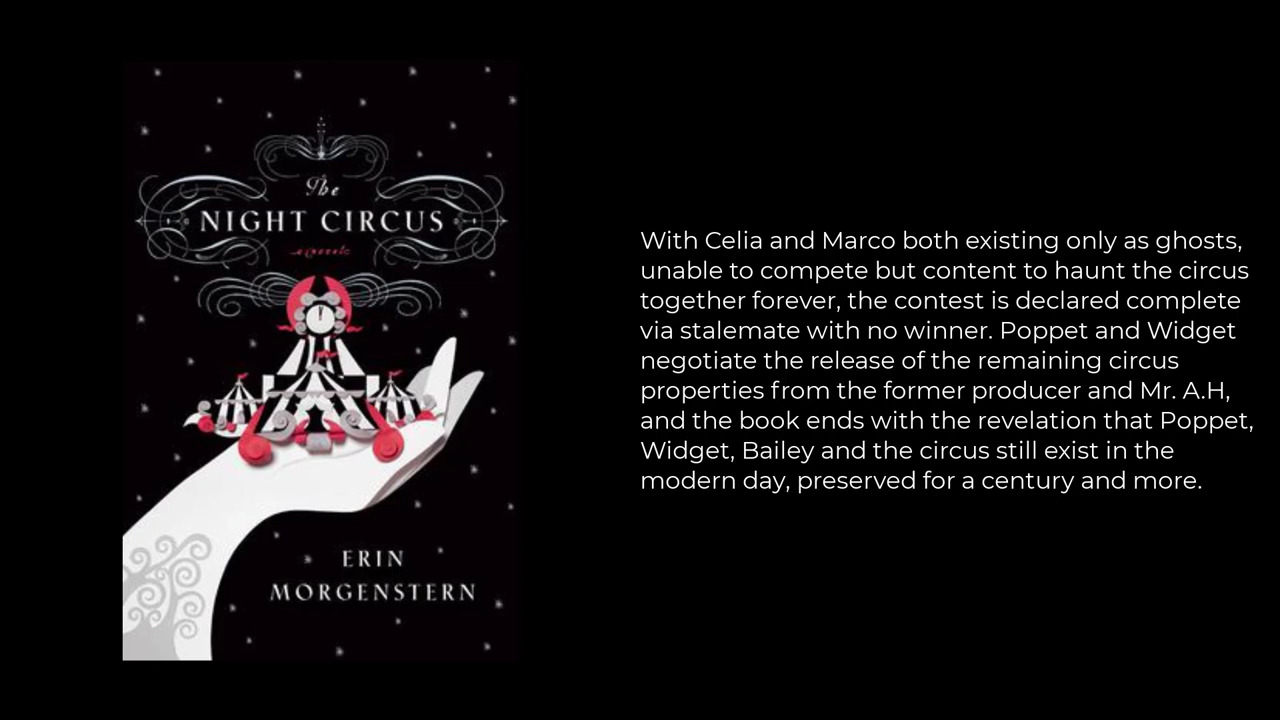 The
NIGHT CIRCUS
ERIN
MORGENSTERN
With Celia and Marco both existing only as ghosts,
unable to compete but content to haunt the circus
together forever, the contest is declared complete
via stalemate with no winner. Poppet and Widget
negotiate the release of the remaining circus
properties from the former producer and Mr. A.H,
and the book ends with the revelation that Poppet,
Widget, Bailey and the circus still exist in the
modern day, preserved for a century and more.